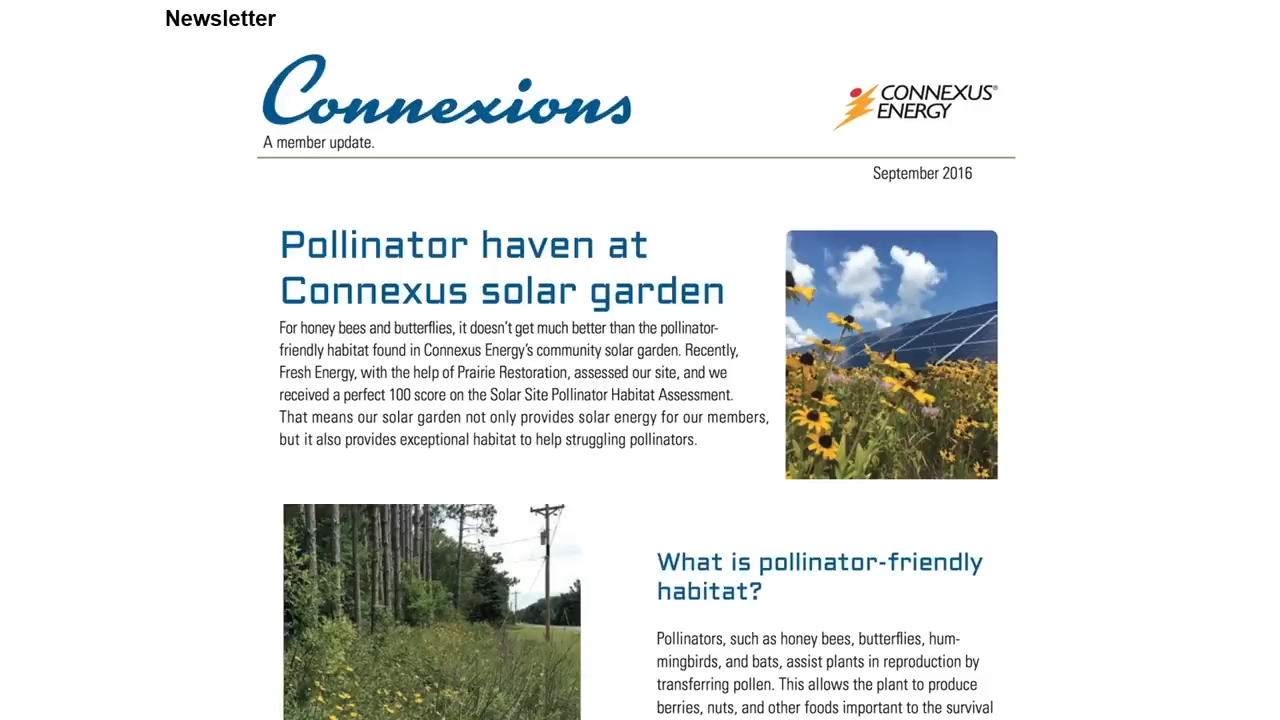 Newsletter
Connexions
CONNEXUS®
ENERGY
A member update.
September 2016
Pollinator haven at
Connexus solar garden
For honey bees and butterflies, it doesn't get much better than the pollinator-
friendly habitat found in Connexus Energy's community solar garden. Recently,
Fresh Energy, with the help of Prairie Restoration, assessed our site, and we
received a perfect 100 score on the Solar Site Pollinator Habitat Assessment.
That means our solar garden not only provides solar energy for our members,
but it also provides exceptional habitat to help struggling pollinators.
What is pollinator-friendly
habitat?
Pollinators, such as honey bees, butterflies, hum-
mingbirds, and bats, assist plants in reproduction by
transferring pollen. This allows the plant to produce
berries, nuts, and other foods important to the survival